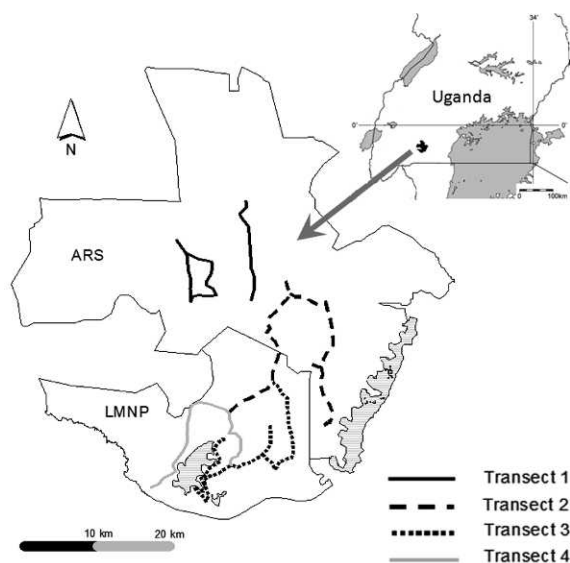 34'
Uganda
0'
0'
0 100km
N
ARS
LMNP
Transect 1
Transect 2
Transect 3
Transect 4
10 km 20 km